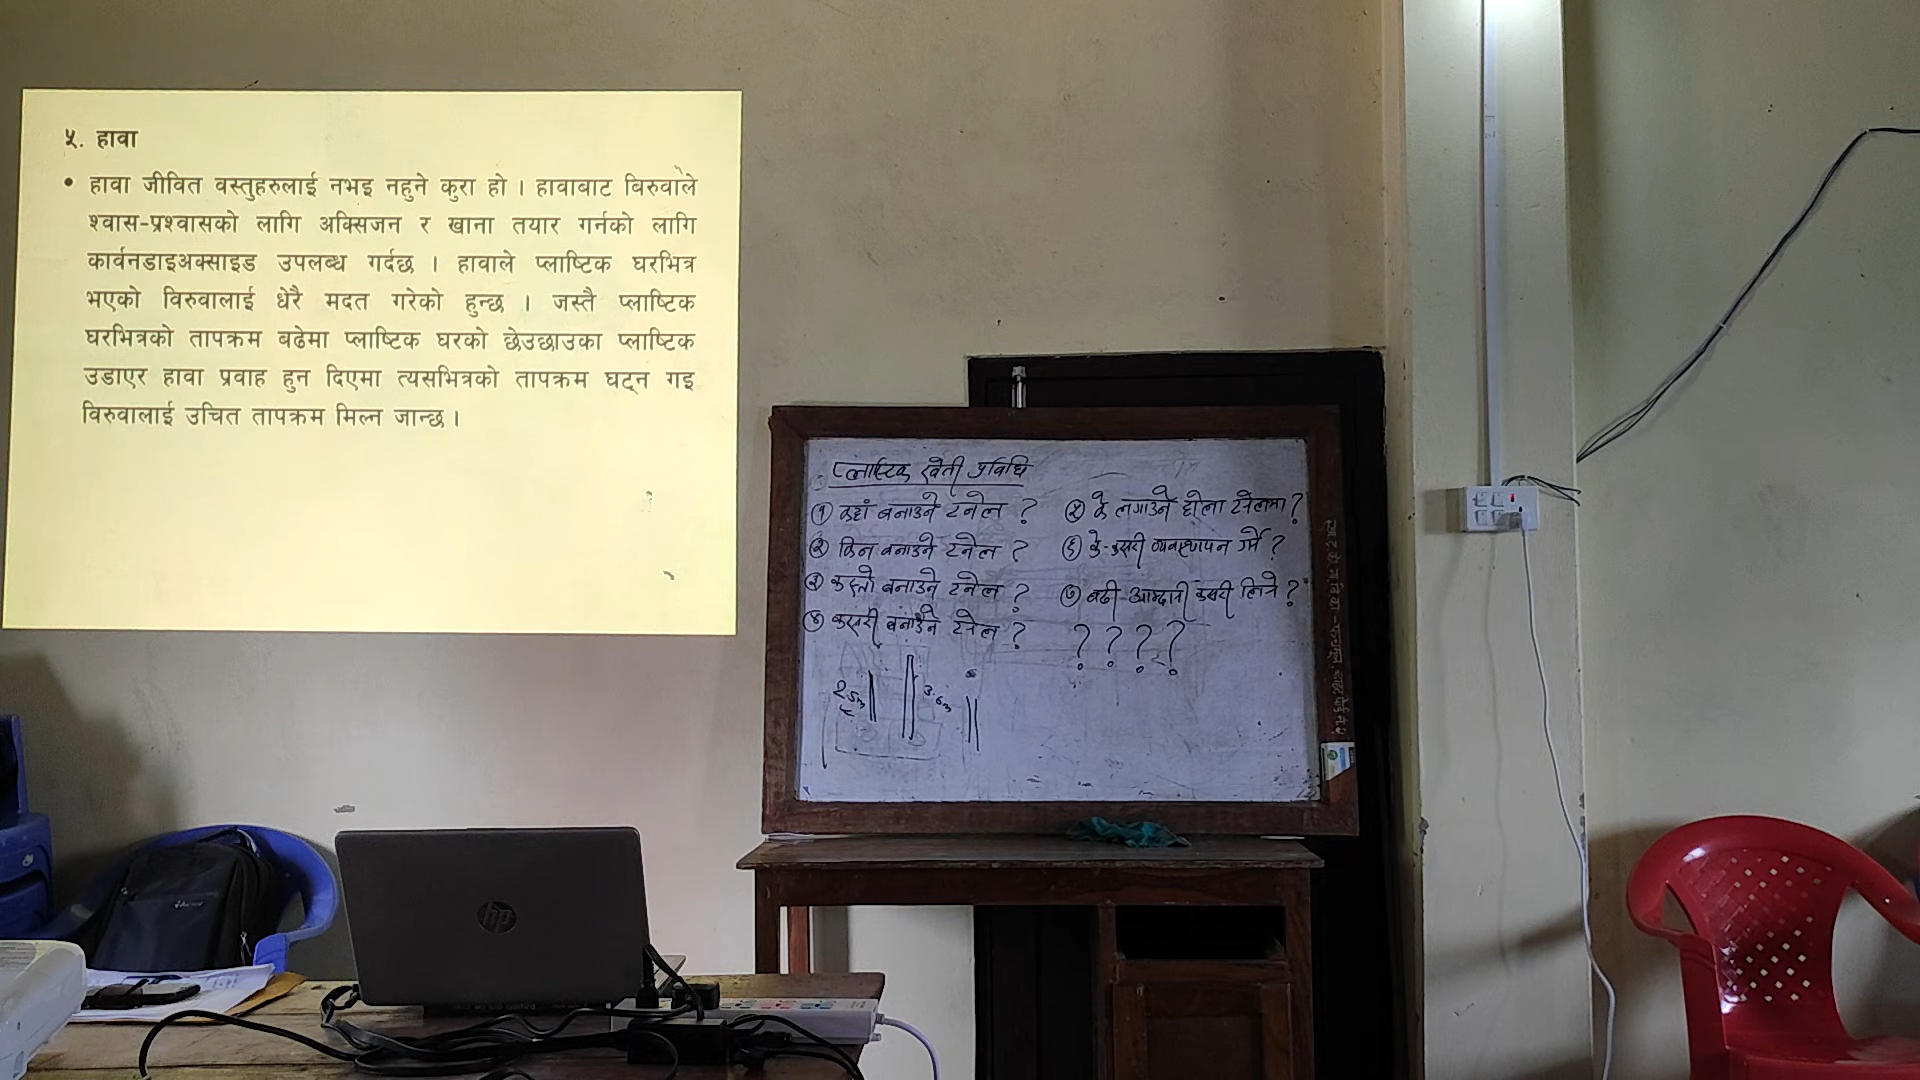 ५. हावा
• हावा जीवित वस्तुहरुलाई नभइ नहुने कुरा हो । हावाबाट बिरुवाले
श्वास-प्रश्वासको लागि अक्सिजन र खाना तयार गर्नको लागि
कार्वनडाइअक्साइड उपलब्ध गर्दछ । हावाले प्लाष्टिक घरभित्र
भएको विरुवालाई धेरै मदत गरेको हुन्छ । जस्तै प्लाष्टिक
घरभित्रको तापक्रम बढेमा प्लाष्टिक घरको छेउछाउका प्लाष्टिक
उडाएर हावा प्रवाह हुन दिएमा त्यसभित्रको तापक्रम घट्न गइ
विरुवालाई उचित तापक्रम मिल्न जान्छ ।
प्लास्टिक खेती प्रविधि
① कहाँ बनाउने टनेल ?
② किन बनाउने टनेल ?
③ कस्तो बनाउने टनेल ?
④ कसरी बनाउने टनेल ?
⑤ के लगाउने होला टनेलमा ?
⑥ के-कसरी व्यवस्थापन गर्ने ?
⑦ बढी आम्दानी कसरी लिने ?
? ? ? ?
hp